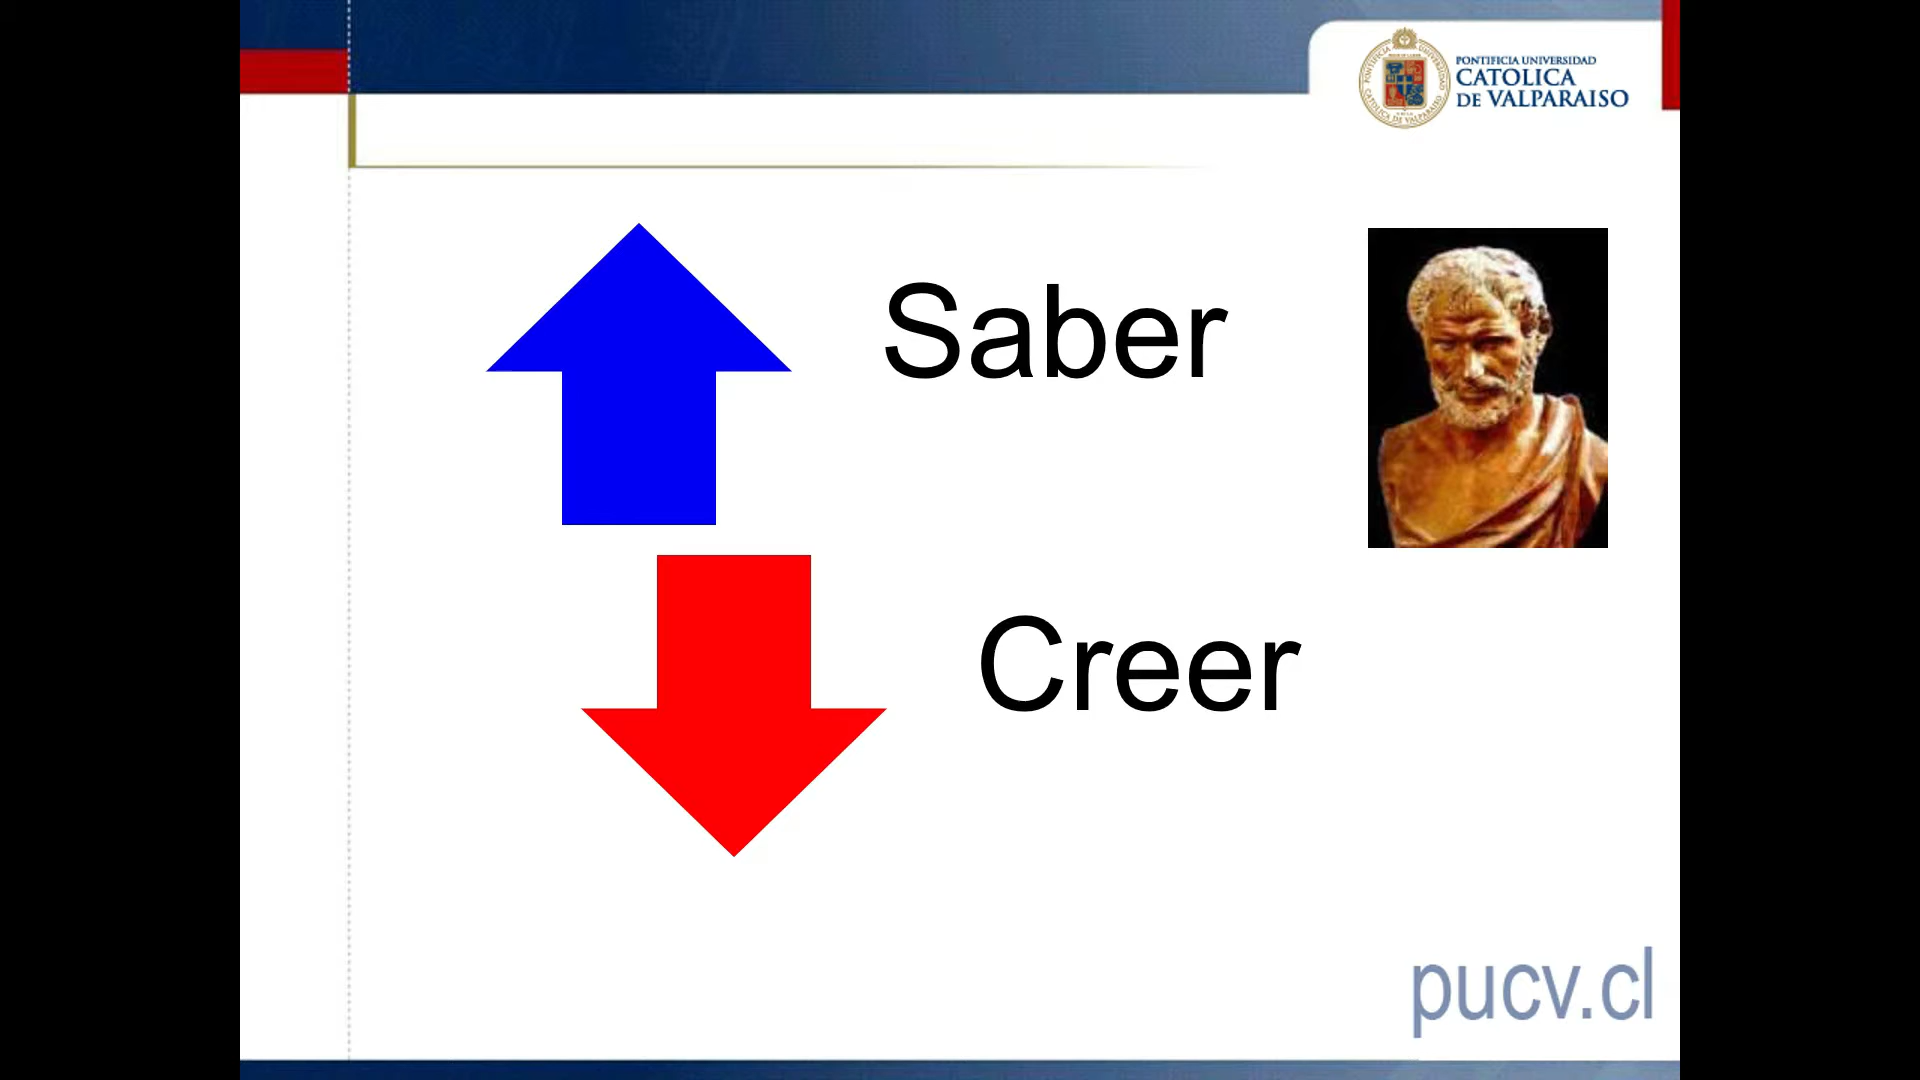 PONTIFICIA UNIVERSIDAD
CATOLICA
DE VALPARAISO
Saber
Creer
pucv.cl